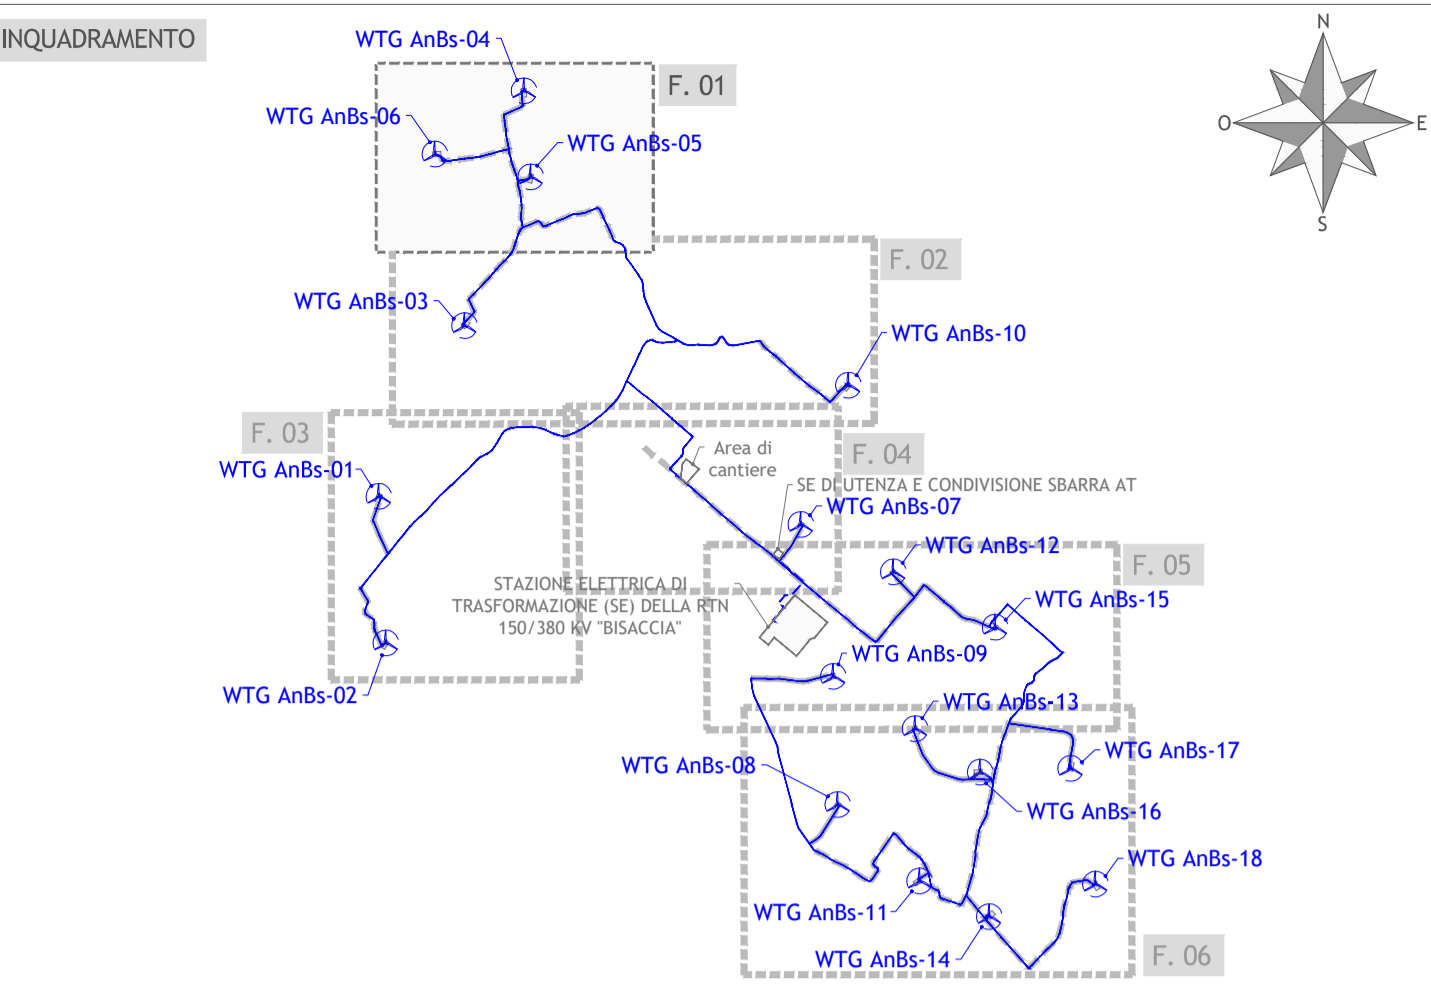 INQUADRAMENTO
N
WTG AnBs-04
F. 01
WTG AnBs-06
O
E
WTG AnBs-05
S
F. 02
WTG AnBs-03
WTG AnBs-10
F. 03
Area di
cantiere
F. 04
WTG AnBs-01
SE DI UTENZA E CONDIVISIONE SBARRA AT
WTG AnBs-07
WTG AnBs-12
F. 05
STAZIONE ELETTRICA DI
TRASFORMAZIONE (SE) DELLA RTN
150/380 KV "BISACCIA"
WTG AnBs-15
WTG AnBs-09
WTG AnBs-02
WTG AnBs-13
WTG AnBs-17
WTG AnBs-08
WTG AnBs-16
WTG AnBs-18
WTG AnBs-11
WTG AnBs-14
F. 06